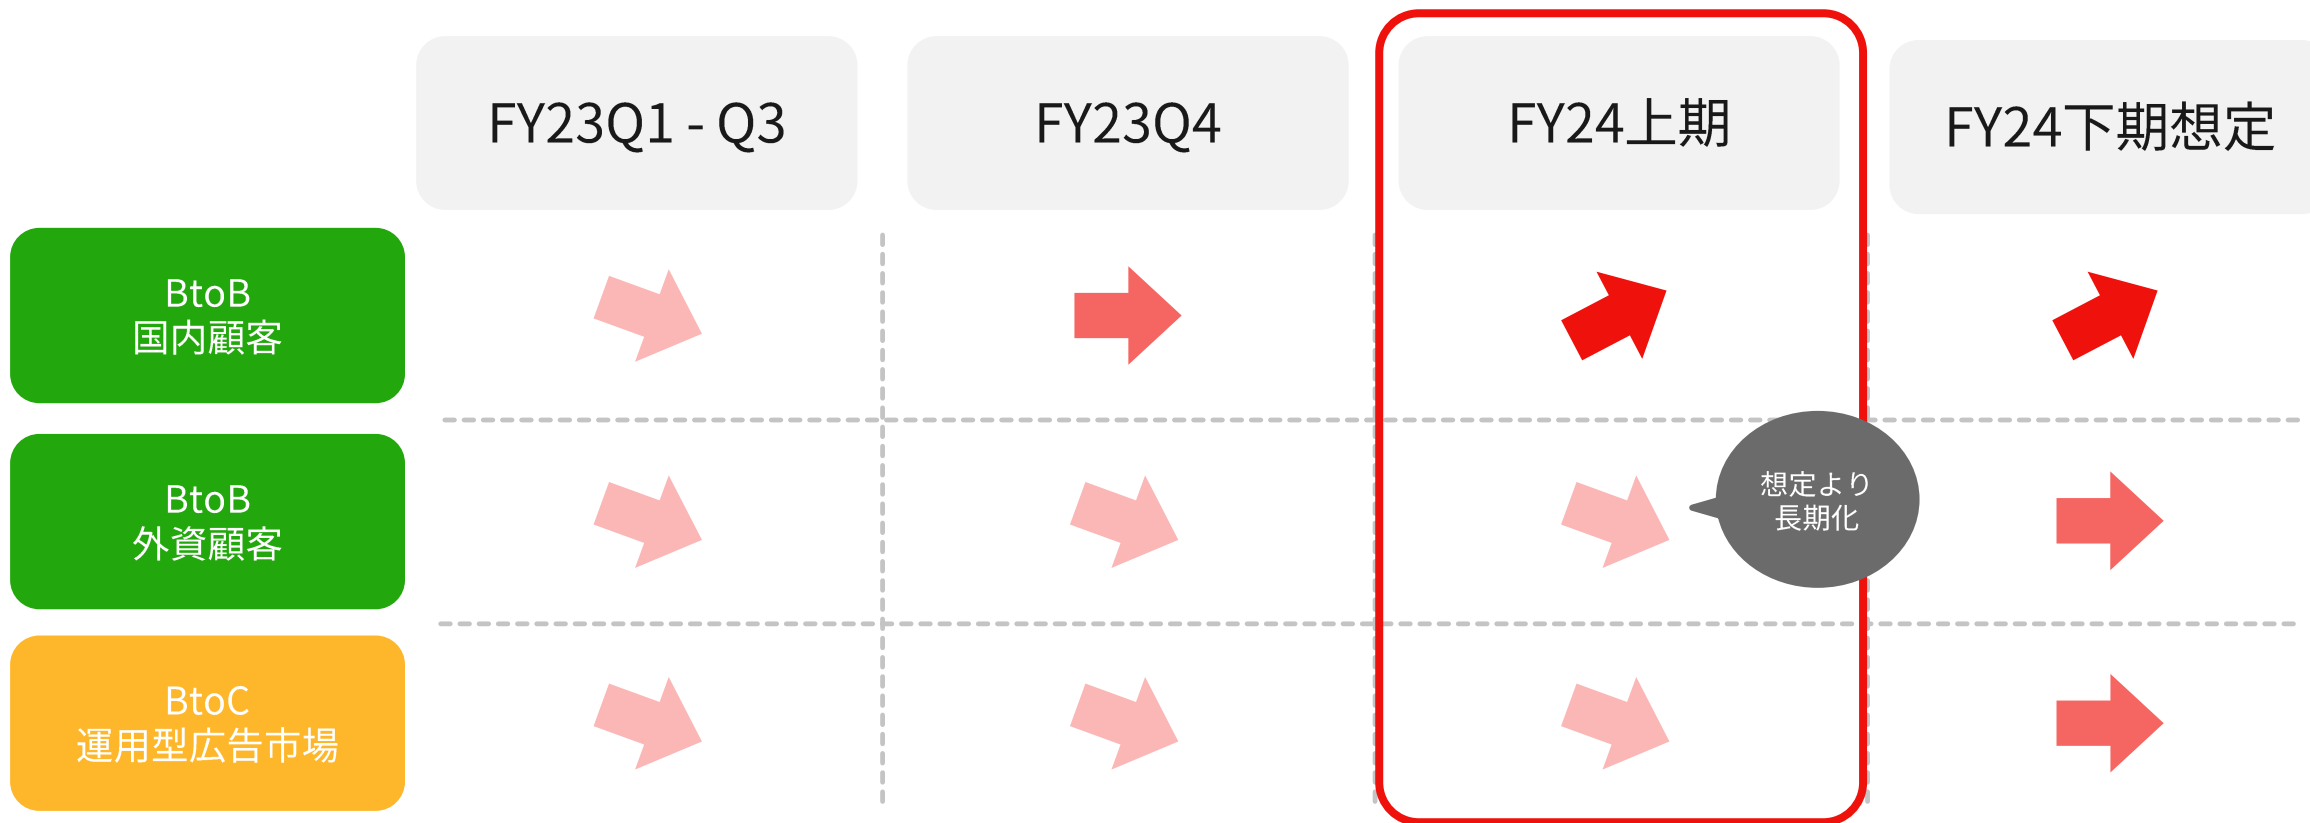 FY23Q1 - Q3
FY23Q4
FY24上期
FY24下期想定
BtoB
国内顧客
BtoB
外資顧客
想定より
長期化
BtoC
運用型広告市場